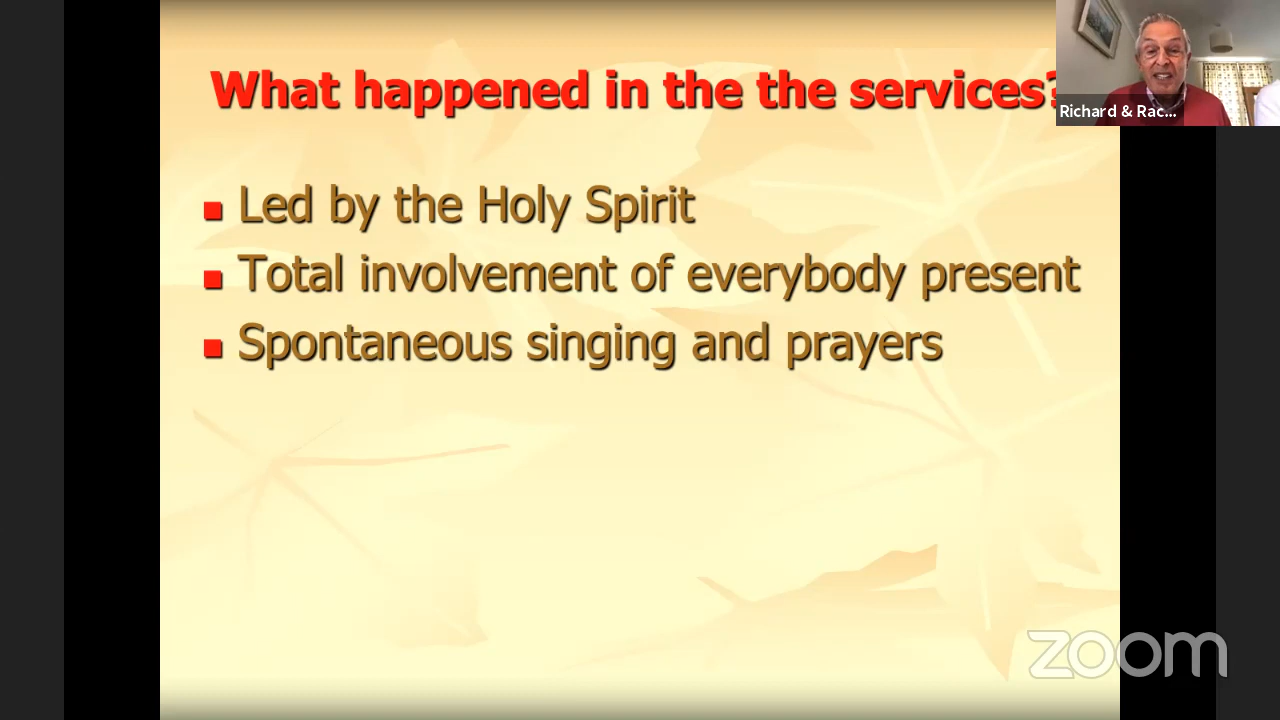 What happened in the the services?
Richard & Rac...
Led by the Holy Spirit
Total involvement of everybody present
Spontaneous singing and prayers
zoom